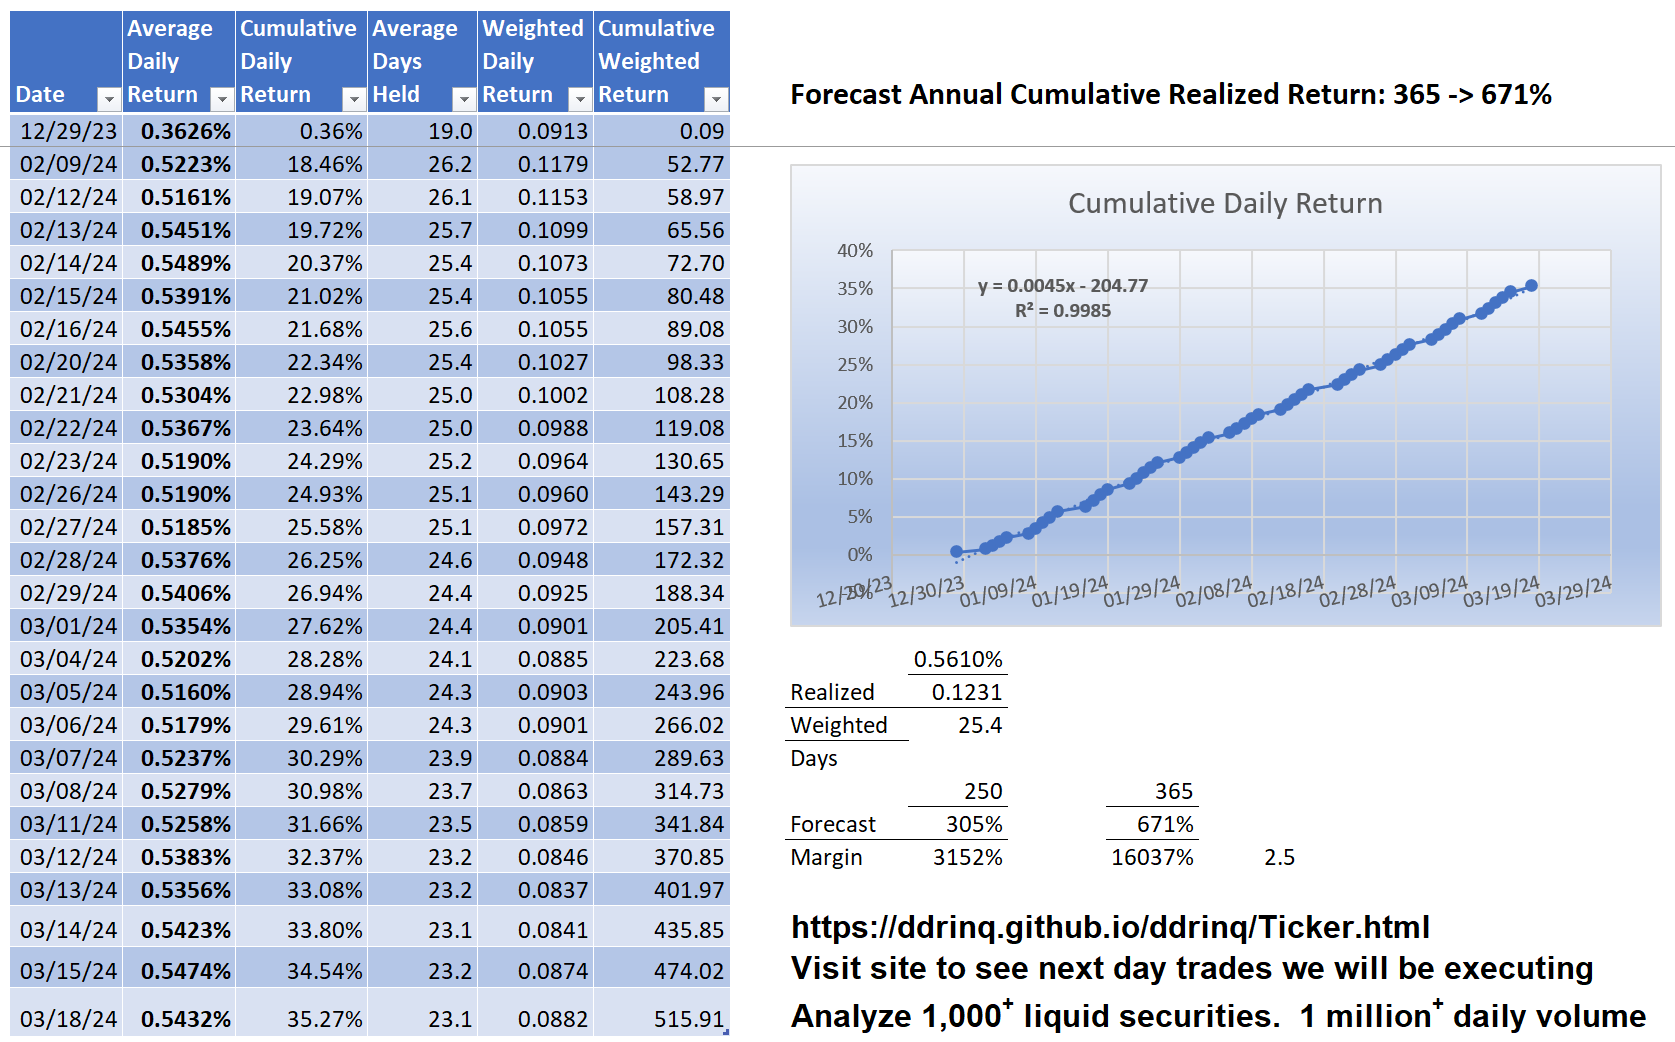 Date Average Daily Return Cumulative Daily Return Average Days Held Weighted Daily Return Cumulative Weighted Return
12/29/23 0.3626% 0.36% 19.0 0.0913 0.09
02/09/24 0.5223% 18.46% 26.2 0.1179 52.77
02/12/24 0.5161% 19.07% 26.1 0.1153 58.97
02/13/24 0.5451% 19.72% 25.7 0.1099 65.56
02/14/24 0.5489% 20.37% 25.4 0.1073 72.70
02/15/24 0.5391% 21.02% 25.4 0.1055 80.48
02/16/24 0.5455% 21.68% 25.6 0.1055 89.08
02/20/24 0.5358% 22.34% 25.4 0.1027 98.33
02/21/24 0.5304% 22.98% 25.0 0.1002 108.28
02/22/24 0.5367% 23.64% 25.0 0.0988 119.08
02/23/24 0.5190% 24.29% 25.2 0.0964 130.65
02/26/24 0.5190% 24.93% 25.1 0.0960 143.29
02/27/24 0.5185% 25.58% 25.1 0.0972 157.31
02/28/24 0.5376% 26.25% 24.6 0.0948 172.32
02/29/24 0.5406% 26.94% 24.4 0.0925 188.34
03/01/24 0.5354% 27.62% 24.4 0.0901 205.41
03/04/24 0.5202% 28.28% 24.1 0.0885 223.68
03/05/24 0.5160% 28.94% 24.3 0.0903 243.96
03/06/24 0.5179% 29.61% 24.3 0.0901 266.02
03/07/24 0.5237% 30.29% 23.9 0.0884 289.63
03/08/24 0.5279% 30.98% 23.7 0.0863 314.73
03/11/24 0.5258% 31.66% 23.5 0.0859 341.84
03/12/24 0.5383% 32.37% 23.2 0.0846 370.85
03/13/24 0.5356% 33.08% 23.2 0.0837 401.97
03/14/24 0.5423% 33.80% 23.1 0.0841 435.85
03/15/24 0.5474% 34.54% 23.2 0.0874 474.02
03/18/24 0.5432% 35.27% 23.1 0.0882 515.91
Forecast Annual Cumulative Realized Return: 365 -> 671%
Cumulative Daily Return
y = 0.0045x - 204.77
R² = 0.9985
40%
35%
30%
25%
20%
15%
10%
5%
0%
-5%
12/20/23 12/30/23 01/09/24 01/19/24 01/29/24 02/08/24 02/18/24 02/28/24 03/09/24 03/19/24 03/29/24
0.5610%
Realized 0.1231
Weighted 25.4
Days
250 365
Forecast 305% 671%
Margin 3152% 16037% 2.5
https://ddrinq.github.io/ddrinq/Ticker.html
Visit site to see next day trades we will be executing
Analyze 1,000+ liquid securities. 1 million+ daily volume